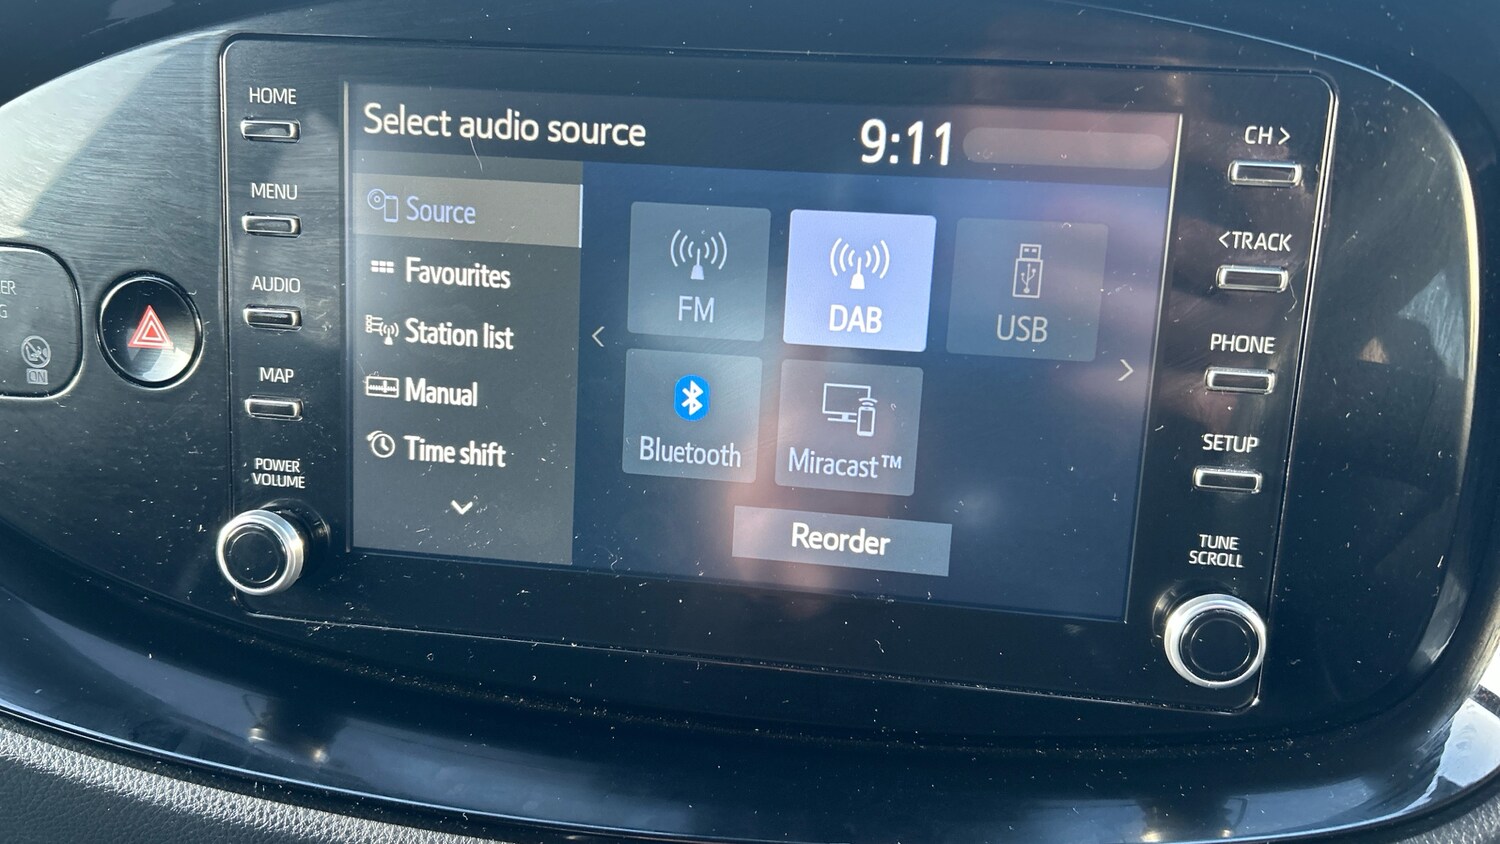 HOME
MENU
AUDIO
MAP
POWER
VOLUME
ON
Select audio source
9:11
Source
Favourites
Station list
Manual
Time shift
FM
DAB
USB
Bluetooth
Miracast™
Reorder
CH >
<TRACK
PHONE
SETUP
TUNE
SCROLL